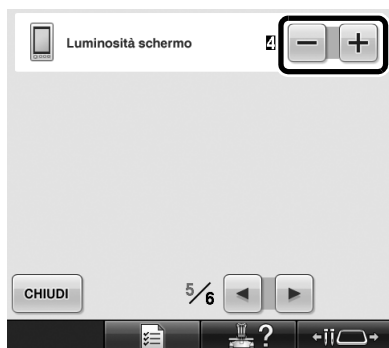 Luminosità schermo 4 − +
CHIUDI 5/6
?